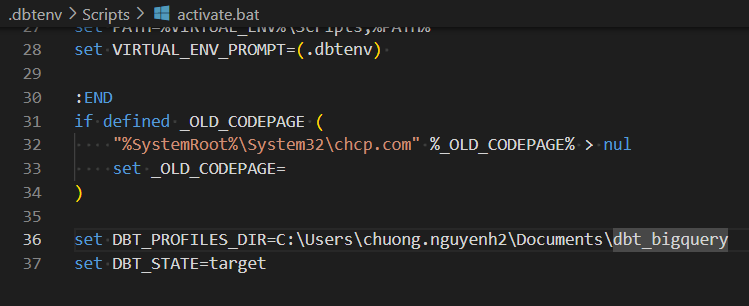 .dbtenv > Scripts > activate.bat
27 set PATH=%VIRTUAL_ENV%\Scripts;%PATH%
28 set VIRTUAL_ENV_PROMPT=(.dbtenv)
29
30 :END
31 if defined _OLD_CODEPAGE (
32     "%SystemRoot%\System32\chcp.com" %_OLD_CODEPAGE% > nul
33     set _OLD_CODEPAGE=
34 )
35
36 set DBT_PROFILES_DIR=C:\Users\chuong.nguyenh2\Documents\dbt_bigquery
37 set DBT_STATE=target